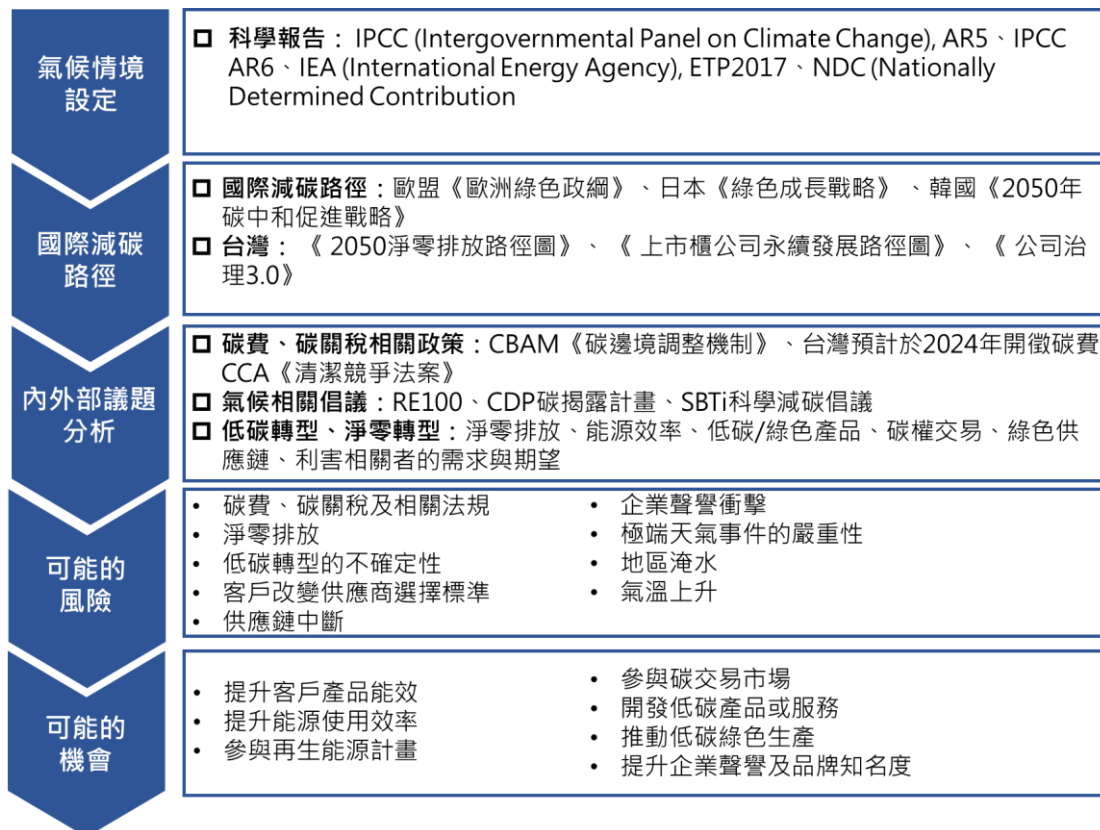 氣候情境
設定
科學報告： IPCC (Intergovernmental Panel on Climate Change), AR5、IPCC
AR6、IEA (International Energy Agency), ETP2017、NDC (Nationally
Determined Contribution
國際減碳
路徑
國際減碳路徑：歐盟《歐洲綠色政綱》、日本《綠色成長戰略》 、韓國《2050年
碳中和促進戰略》
台灣： 《 2050淨零排放路徑圖》、《 上市櫃公司永續發展路徑圖》、《 公司治
理3.0》
內外部議題
分析
碳費、碳關稅相關政策：CBAM《碳邊境調整機制》、台灣預計於2024年開徵碳費
CCA《清潔競爭法案》
氣候相關倡議：RE100、CDP碳揭露計畫、SBTi科學減碳倡議
低碳轉型、淨零轉型：淨零排放、能源效率、低碳/綠色產品、碳權交易、綠色供
應鏈、利害相關者的需求與期望
可能的
風險
• 碳費、碳關稅及相關法規
• 淨零排放
• 低碳轉型的不確定性
• 客戶改變供應商選擇標準
• 供應鏈中斷
• 企業聲譽衝擊
• 極端天氣事件的嚴重性
• 地區淹水
• 氣溫上升
可能的
機會
• 提升客戶產品能效
• 提升能源使用效率
• 參與再生能源計畫
• 參與碳交易市場
• 開發低碳產品或服務
• 推動低碳綠色生產
• 提升企業聲譽及品牌知名度